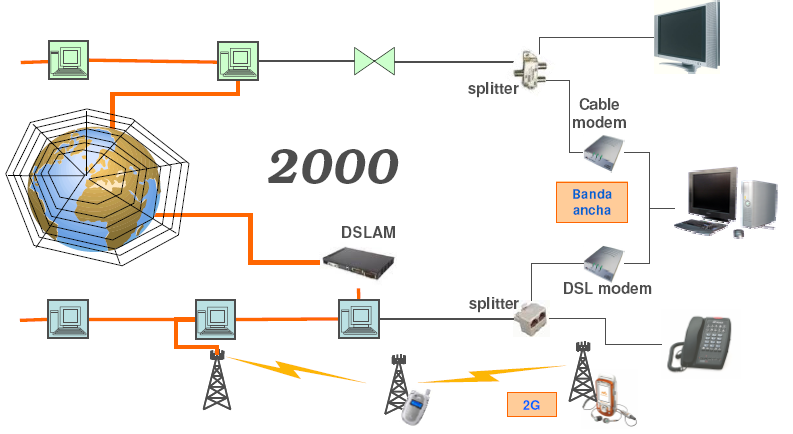 splitter
Cable
modem
2000
Banda
ancha
DSLAM
DSL modem
splitter
2G